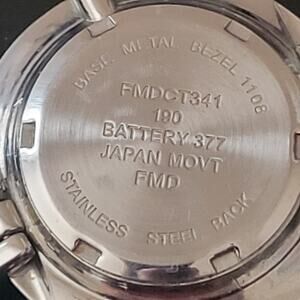 BASE METAL BEZEL 1108
FMDCT341
190
BATTERY 377
JAPAN MOVT
FMD
STAINLESS STEEL BACK